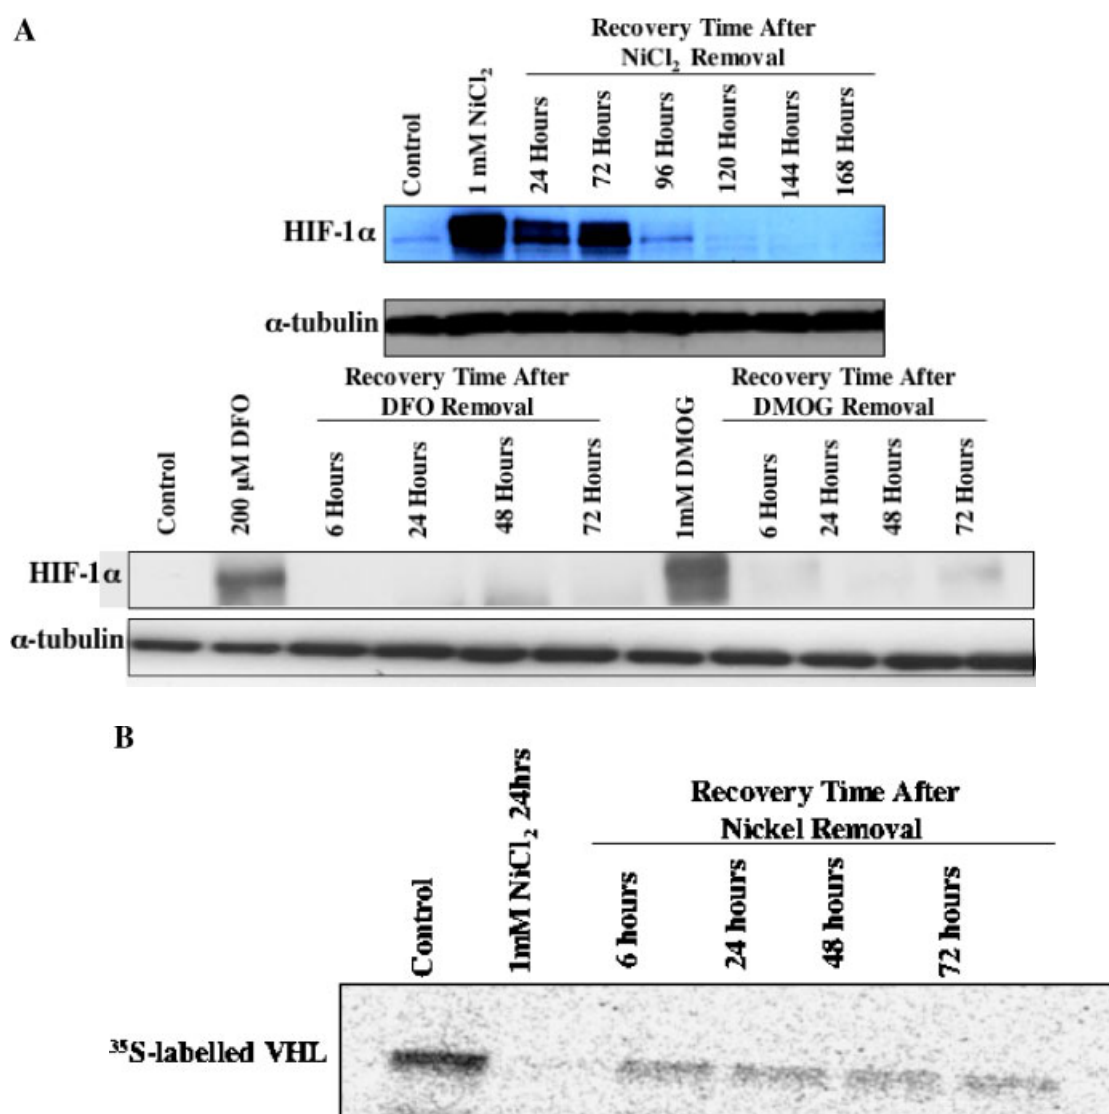 A
Recovery Time After
NiCl₂ Removal
Control
1 mM NiCl₂
24 Hours
72 Hours
96 Hours
120 Hours
144 Hours
168 Hours
HIF-1α
α-tubulin
Recovery Time After
DFO Removal
Recovery Time After
DMOG Removal
Control
200 µM DFO
6 Hours
24 Hours
48 Hours
72 Hours
1mM DMOG
6 Hours
24 Hours
48 Hours
72 Hours
HIF-1α
α-tubulin
B
Recovery Time After
Nickel Removal
Control
1mM NiCl₂ 24hrs
6 hours
24 hours
48 hours
72 hours
³⁵S-labelled VHL